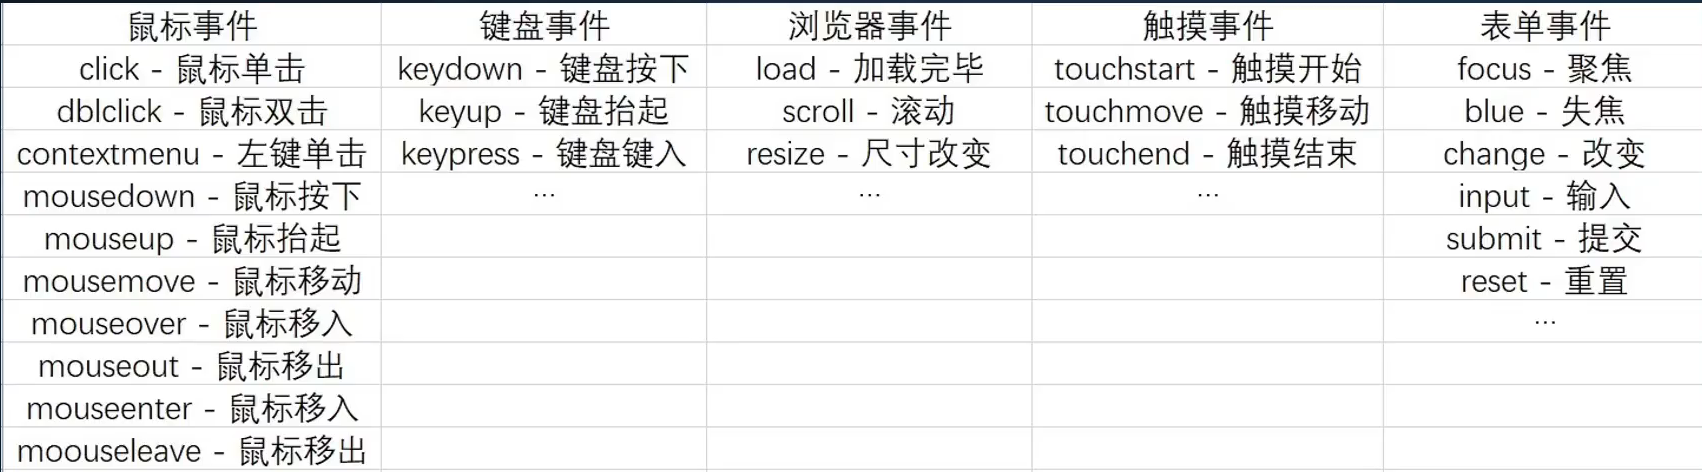 鼠标事件 键盘事件 浏览器事件 触摸事件 表单事件
click - 鼠标单击 keydown - 键盘按下 load - 加载完毕 touchstart - 触摸开始 focus - 聚焦
dblclick - 鼠标双击 keyup - 键盘抬起 scroll - 滚动 touchmove - 触摸移动 blue - 失焦
contextmenu - 左键单击 keypress - 键盘键入 resize - 尺寸改变 touchend - 触摸结束 change - 改变
mousedown - 鼠标按下 … … … input - 输入
mouseup - 鼠标抬起 submit - 提交
mousemove - 鼠标移动 reset - 重置
mouseover - 鼠标移入 …
mouseout - 鼠标移出
mouseenter - 鼠标移入
moouseleave - 鼠标移出